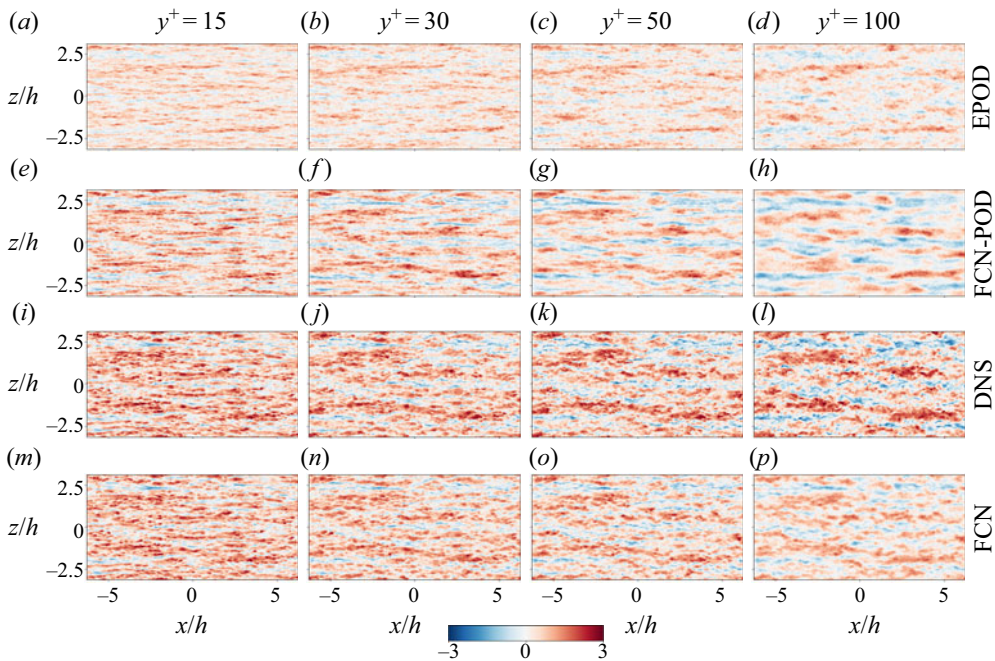 (a) y+ = 15 (b) y+ = 30 (c) y+ = 50 (d) y+ = 100
2.5
z/h 0
−2.5
EPOD
(e) (f) (g) (h)
2.5
z/h 0
−2.5
FCN-POD
(i) (j) (k) (l)
2.5
z/h 0
−2.5
DNS
(m) (n) (o) (p)
2.5
z/h 0
−2.5
FCN
−5 0 5 −5 0 5 −5 0 5 −5 0 5
x/h x/h x/h x/h
−3 0 3